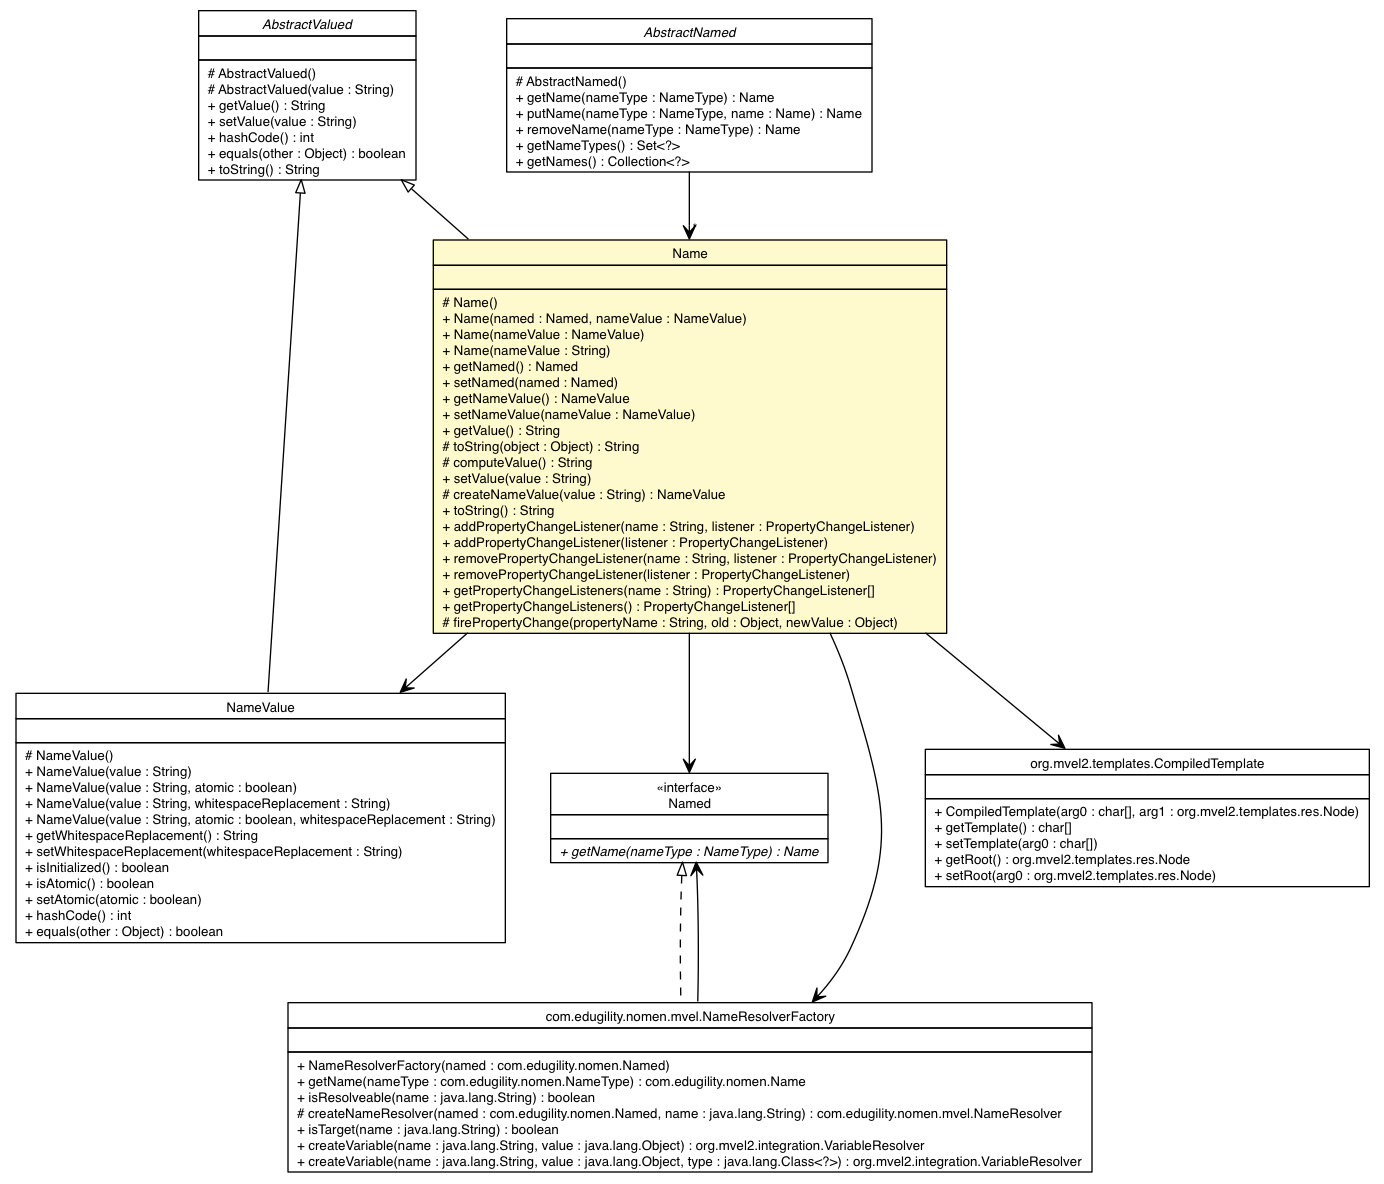 AbstractValued
# AbstractValued()
# AbstractValued(value : String)
+ getValue() : String
+ setValue(value : String)
+ hashCode() : int
+ equals(other : Object) : boolean
+ toString() : String
AbstractNamed
# AbstractNamed()
+ getName(nameType : NameType) : Name
+ putName(nameType : NameType, name : Name) : Name
+ removeName(nameType : NameType) : Name
+ getNameTypes() : Set<?>
+ getNames() : Collection<?>
*
Name
# Name()
+ Name(named : Named, nameValue : NameValue)
+ Name(nameValue : NameValue)
+ Name(nameValue : String)
+ getNamed() : Named
+ setNamed(named : Named)
+ getNameValue() : NameValue
+ setNameValue(nameValue : NameValue)
+ getValue() : String
# toString(object : Object) : String
# computeValue() : String
+ setValue(value : String)
# createNameValue(value : String) : NameValue
+ toString() : String
+ addPropertyChangeListener(name : String, listener : PropertyChangeListener)
+ addPropertyChangeListener(listener : PropertyChangeListener)
+ removePropertyChangeListener(name : String, listener : PropertyChangeListener)
+ removePropertyChangeListener(listener : PropertyChangeListener)
+ getPropertyChangeListeners(name : String) : PropertyChangeListener[]
+ getPropertyChangeListeners() : PropertyChangeListener[]
# firePropertyChange(propertyName : String, old : Object, newValue : Object)
NameValue
# NameValue()
+ NameValue(value : String)
+ NameValue(value : String, atomic : boolean)
+ NameValue(value : String, whitespaceReplacement : String)
+ NameValue(value : String, atomic : boolean, whitespaceReplacement : String)
+ getWhitespaceReplacement() : String
+ setWhitespaceReplacement(whitespaceReplacement : String)
+ isInitialized() : boolean
+ isAtomic() : boolean
+ setAtomic(atomic : boolean)
+ hashCode() : int
+ equals(other : Object) : boolean
«interface»
Named
+ getName(nameType : NameType) : Name
org.mvel2.templates.CompiledTemplate
+ CompiledTemplate(arg0 : char[], arg1 : org.mvel2.templates.res.Node)
+ getTemplate() : char[]
+ setTemplate(arg0 : char[])
+ getRoot() : org.mvel2.templates.res.Node
+ setRoot(arg0 : org.mvel2.templates.res.Node)
com.edugility.nomen.mvel.NameResolverFactory
+ NameResolverFactory(named : com.edugility.nomen.Named)
+ getName(nameType : com.edugility.nomen.NameType) : com.edugility.nomen.Name
+ isResolveable(name : java.lang.String) : boolean
# createNameResolver(named : com.edugility.nomen.Named, name : java.lang.String) : com.edugility.nomen.mvel.NameResolver
+ isTarget(name : java.lang.String) : boolean
+ createVariable(name : java.lang.String, value : java.lang.Object) : org.mvel2.integration.VariableResolver
+ createVariable(name : java.lang.String, value : java.lang.Object, type : java.lang.Class<?>) : org.mvel2.integration.VariableResolver